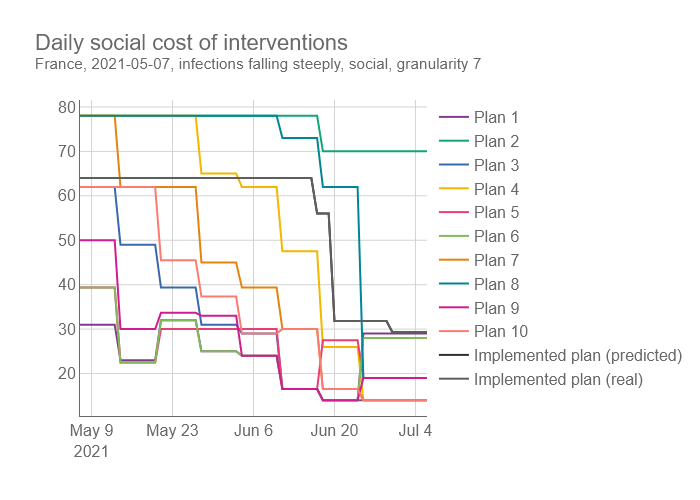 Daily social cost of interventions
France, 2021-05-07, infections falling steeply, social, granularity 7
80
70
60
50
40
30
20
May 9
2021
May 23
Jun 6
Jun 20
Jul 4
Plan 1
Plan 2
Plan 3
Plan 4
Plan 5
Plan 6
Plan 7
Plan 8
Plan 9
Plan 10
Implemented plan (predicted)
Implemented plan (real)